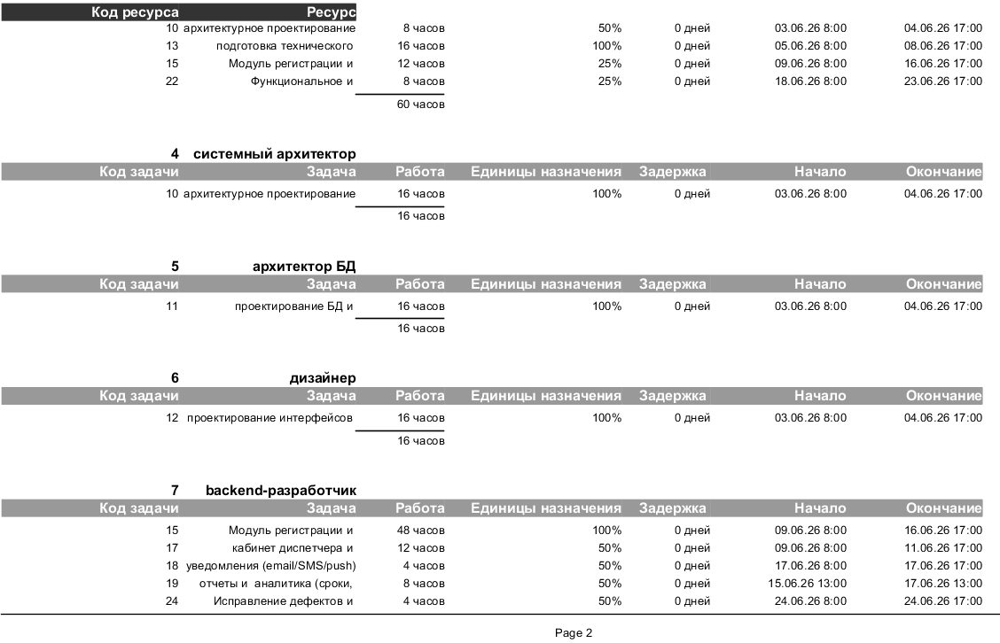 Код ресурса Ресурс
10 архитектурное проектирование 8 часов 50% 0 дней 03.06.26 8:00 04.06.26 17:00
13 подготовка технического 16 часов 100% 0 дней 05.06.26 8:00 08.06.26 17:00
15 Модуль регистрации и 12 часов 25% 0 дней 09.06.26 8:00 16.06.26 17:00
22 Функциональное и 8 часов 25% 0 дней 18.06.26 8:00 23.06.26 17:00
60 часов
4 системный архитектор
Код задачи Задача Работа Единицы назначения Задержка Начало Окончание
10 архитектурное проектирование 16 часов 100% 0 дней 03.06.26 8:00 04.06.26 17:00
16 часов
5 архитектор БД
Код задачи Задача Работа Единицы назначения Задержка Начало Окончание
11 проектирование БД и 16 часов 100% 0 дней 03.06.26 8:00 04.06.26 17:00
16 часов
6 дизайнер
Код задачи Задача Работа Единицы назначения Задержка Начало Окончание
12 проектирование интерфейсов 16 часов 100% 0 дней 03.06.26 8:00 04.06.26 17:00
16 часов
7 backend-разработчик
Код задачи Задача Работа Единицы назначения Задержка Начало Окончание
15 Модуль регистрации и 48 часов 100% 0 дней 09.06.26 8:00 16.06.26 17:00
17 кабинет диспетчера и 12 часов 50% 0 дней 09.06.26 8:00 11.06.26 17:00
18 уведомления (email/SMS/push) 4 часов 50% 0 дней 17.06.26 8:00 17.06.26 17:00
19 отчеты и аналитика (сроки, 8 часов 50% 0 дней 15.06.26 13:00 17.06.26 13:00
24 Исправление дефектов и 4 часов 50% 0 дней 24.06.26 8:00 24.06.26 17:00
Page 2